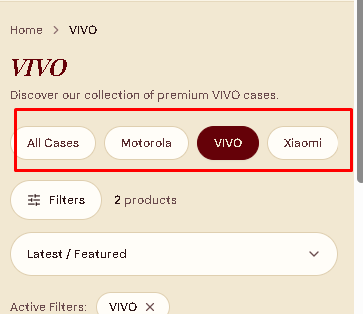 Home > VIVO
VIVO
Discover our collection of premium VIVO cases.
All Cases Motorola VIVO Xiaomi
Filters 2 products
Latest / Featured
Active Filters: VIVO ×